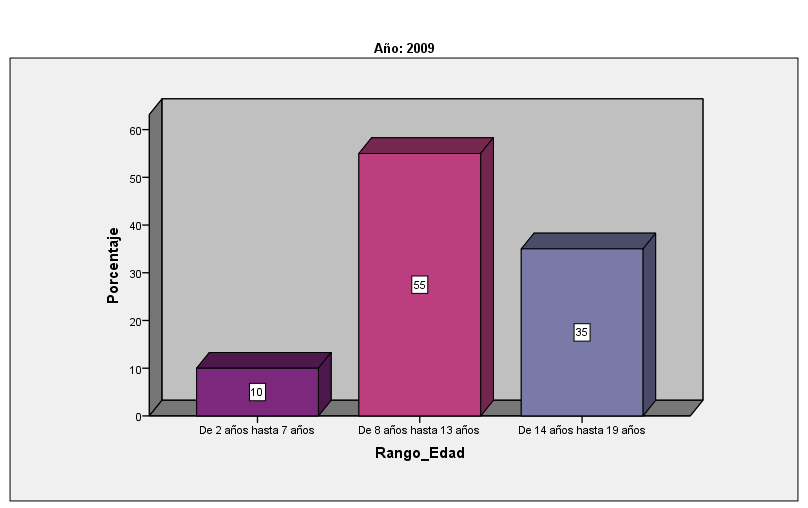 Año: 2009
Porcentaje
60
50
40
30
20
10
0
10
55
35
De 2 años hasta 7 años
De 8 años hasta 13 años
De 14 años hasta 19 años
Rango_Edad